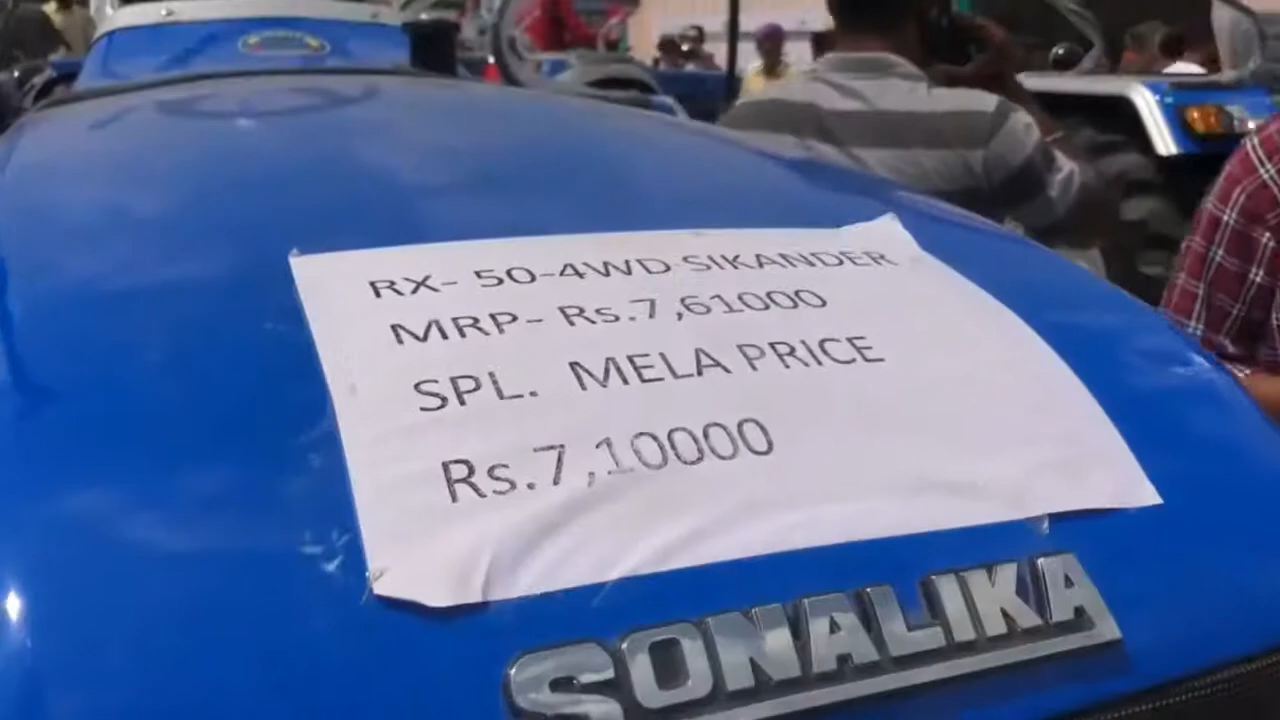 RX- 50-4WD SIKANDER
MRP- Rs.7,61000
SPL. MELA PRICE
Rs.7,10000
SONALIKA